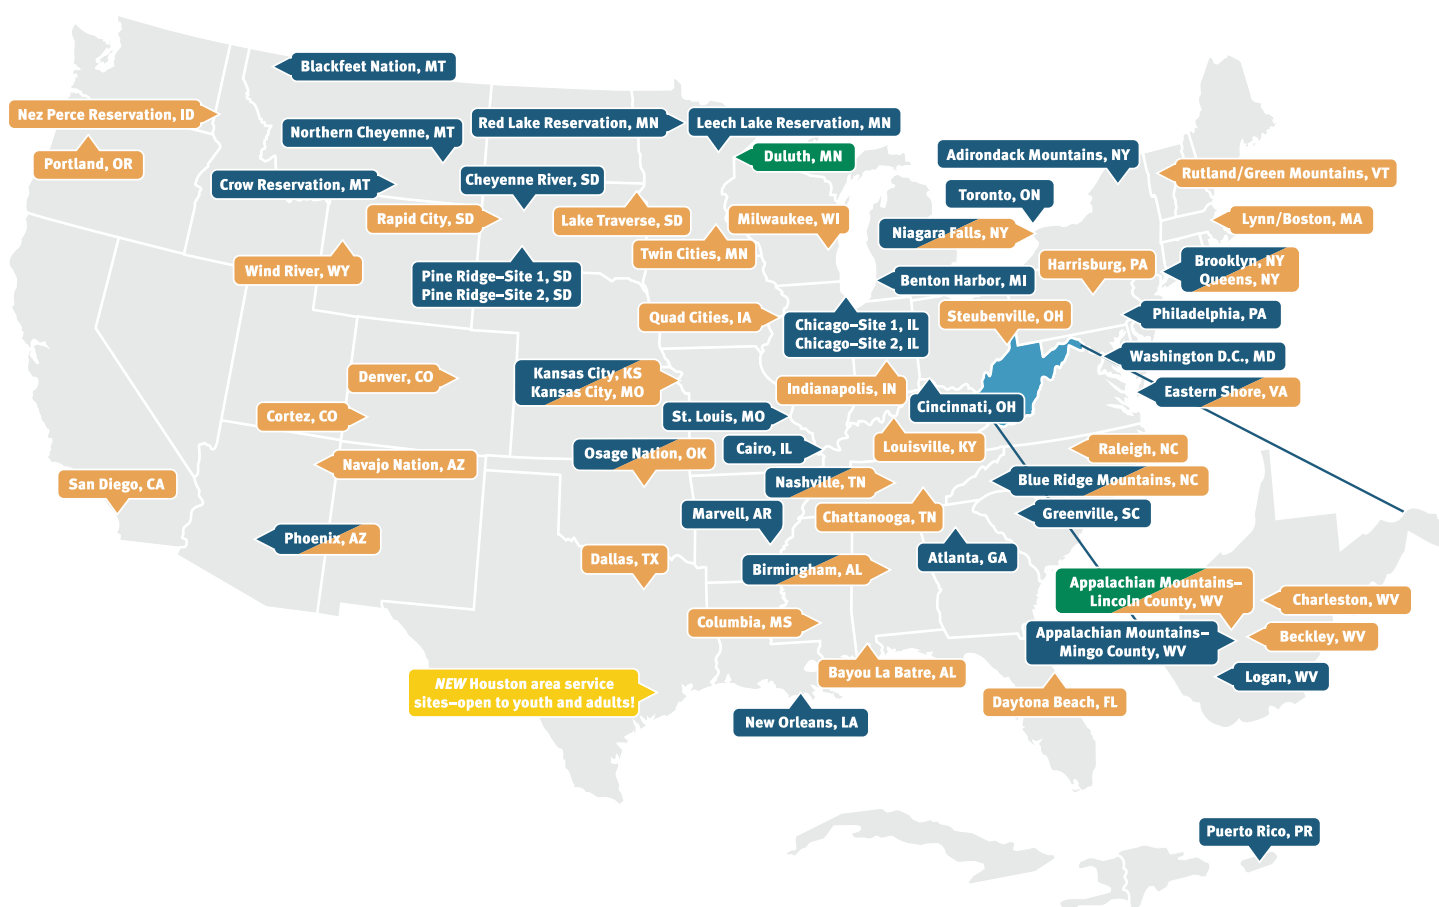 Blackfeet Nation, MT
Nez Perce Reservation, ID
Northern Cheyenne, MT
Red Lake Reservation, MN
Leech Lake Reservation, MN
Portland, OR
Duluth, MN
Adirondack Mountains, NY
Rutland/Green Mountains, VT
Crow Reservation, MT
Cheyenne River, SD
Toronto, ON
Rapid City, SD
Lake Traverse, SD
Milwaukee, WI
Niagara Falls, NY
Lynn/Boston, MA
Twin Cities, MN
Wind River, WY
Harrisburg, PA
Brooklyn, NY
Queens, NY
Pine Ridge–Site 1, SD
Pine Ridge–Site 2, SD
Benton Harbor, MI
Quad Cities, IA
Chicago–Site 1, IL
Chicago–Site 2, IL
Steubenville, OH
Philadelphia, PA
Washington D.C., MD
Denver, CO
Kansas City, KS
Kansas City, MO
Indianapolis, IN
Eastern Shore, VA
Cincinnati, OH
Cortez, CO
St. Louis, MO
Navajo Nation, AZ
Osage Nation, OK
Cairo, IL
Louisville, KY
Raleigh, NC
San Diego, CA
Nashville, TN
Blue Ridge Mountains, NC
Marvell, AR
Chattanooga, TN
Greenville, SC
Phoenix, AZ
Dallas, TX
Birmingham, AL
Atlanta, GA
Appalachian Mountains–
Lincoln County, WV
Charleston, WV
Columbia, MS
Appalachian Mountains–
Mingo County, WV
Beckley, WV
Bayou La Batre, AL
Logan, WV
NEW Houston area service
sites–open to youth and adults!
Daytona Beach, FL
New Orleans, LA
Puerto Rico, PR